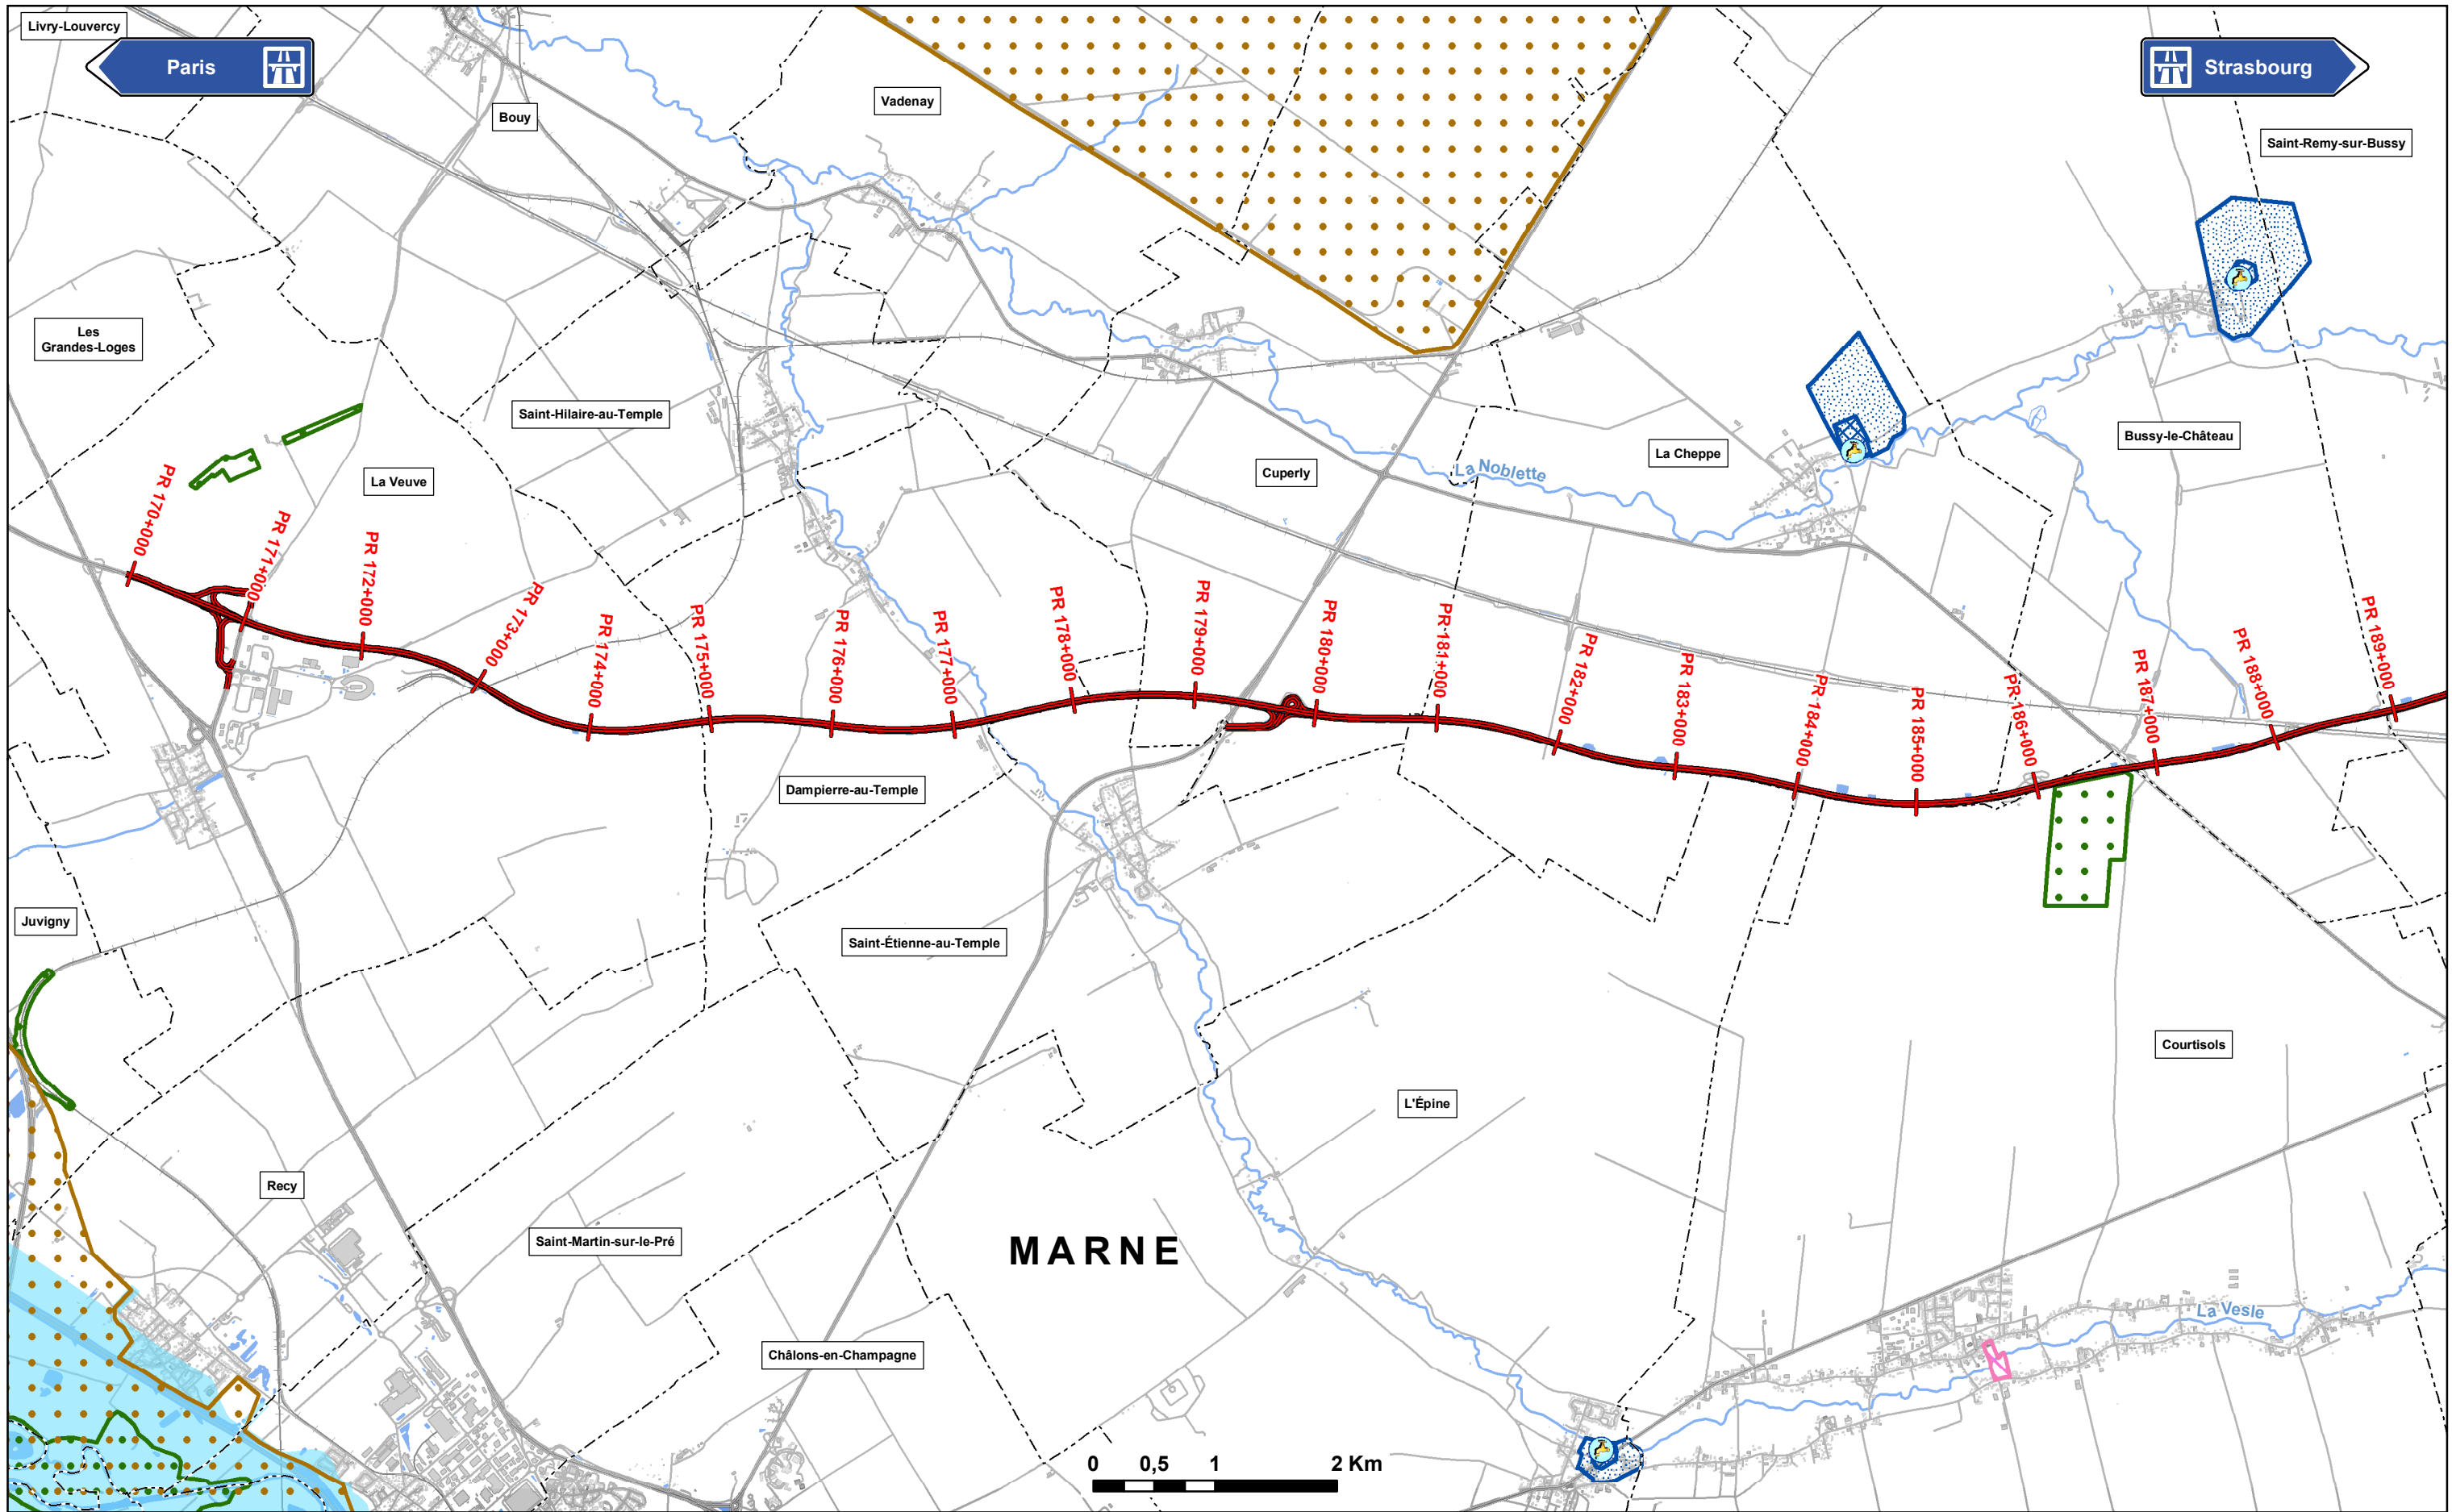 Livry-Louvercy
Paris
Strasbourg
Bouy
Vadenay
Saint-Remy-sur-Bussy
Les
Grandes-Loges
Saint-Hilaire-au-Temple
La Veuve
Cuperly
La Noblette
La Cheppe
Bussy-le-Château
PR 170+000
PR 171+000
PR 172+000
PR 173+000
PR 174+000
PR 175+000
PR 176+000
PR 177+000
PR 178+000
PR 179+000
PR 180+000
PR 181+000
PR 182+000
PR 183+000
PR 184+000
PR 185+000
PR 186+000
PR 187+000
PR 188+000
PR 189+000
Dampierre-au-Temple
Juvigny
Saint-Étienne-au-Temple
Courtisols
L'Épine
Recy
Saint-Martin-sur-le-Pré
MARNE
La Vesle
Châlons-en-Champagne
0 0,5 1 2 Km